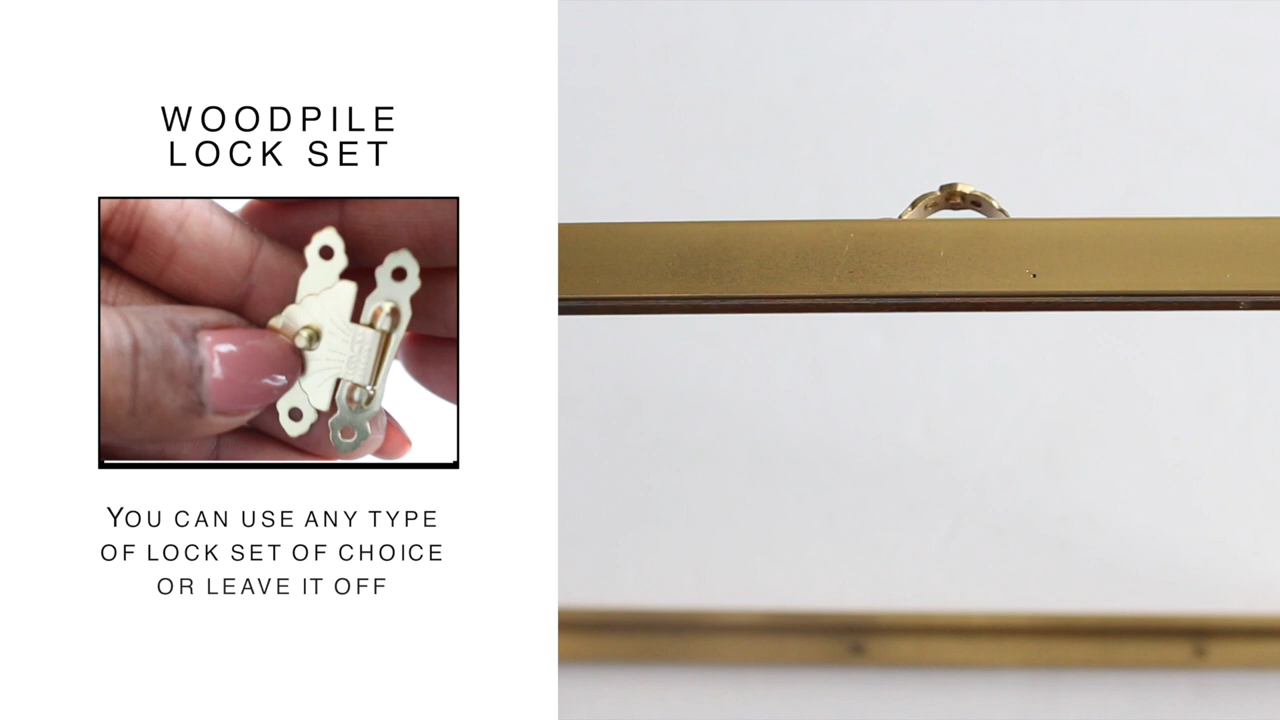 WOODPILE
LOCK SET
YOU CAN USE ANY TYPE
OF LOCK SET OF CHOICE
OR LEAVE IT OFF